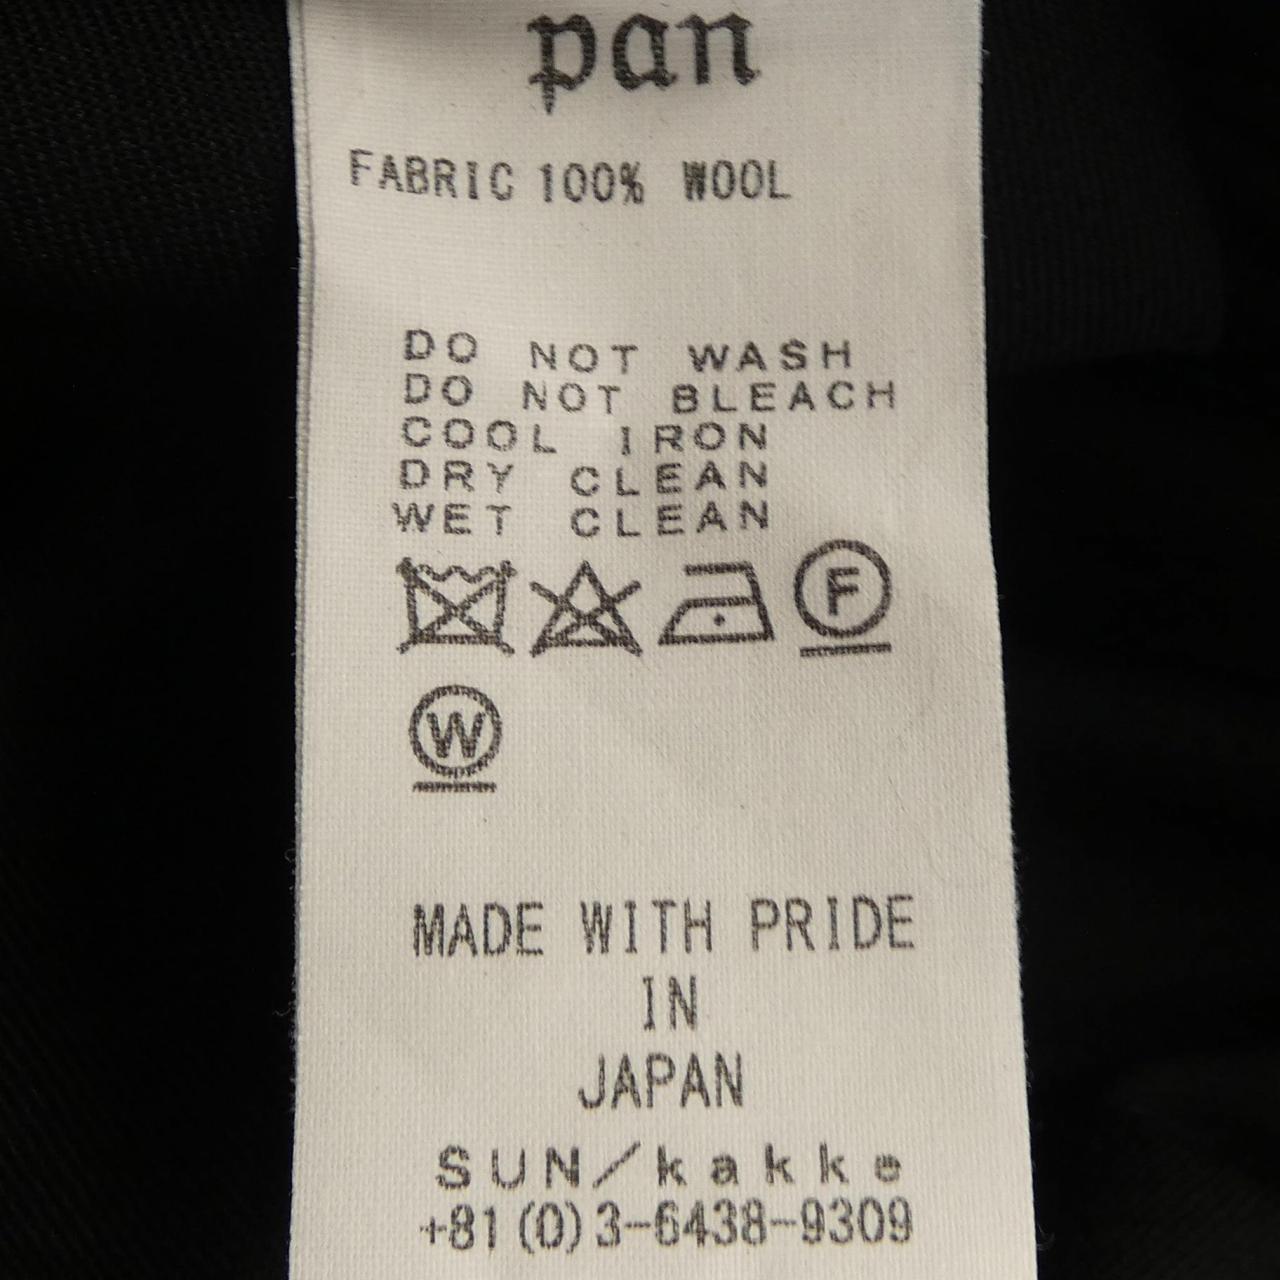 pan
FABRIC 100% WOOL
DO NOT WASH
DO NOT BLEACH
COOL IRON
DRY CLEAN
WET CLEAN
F
W
MADE WITH PRIDE
IN
JAPAN
SUN/kakke
+81(0)3-6438-9309